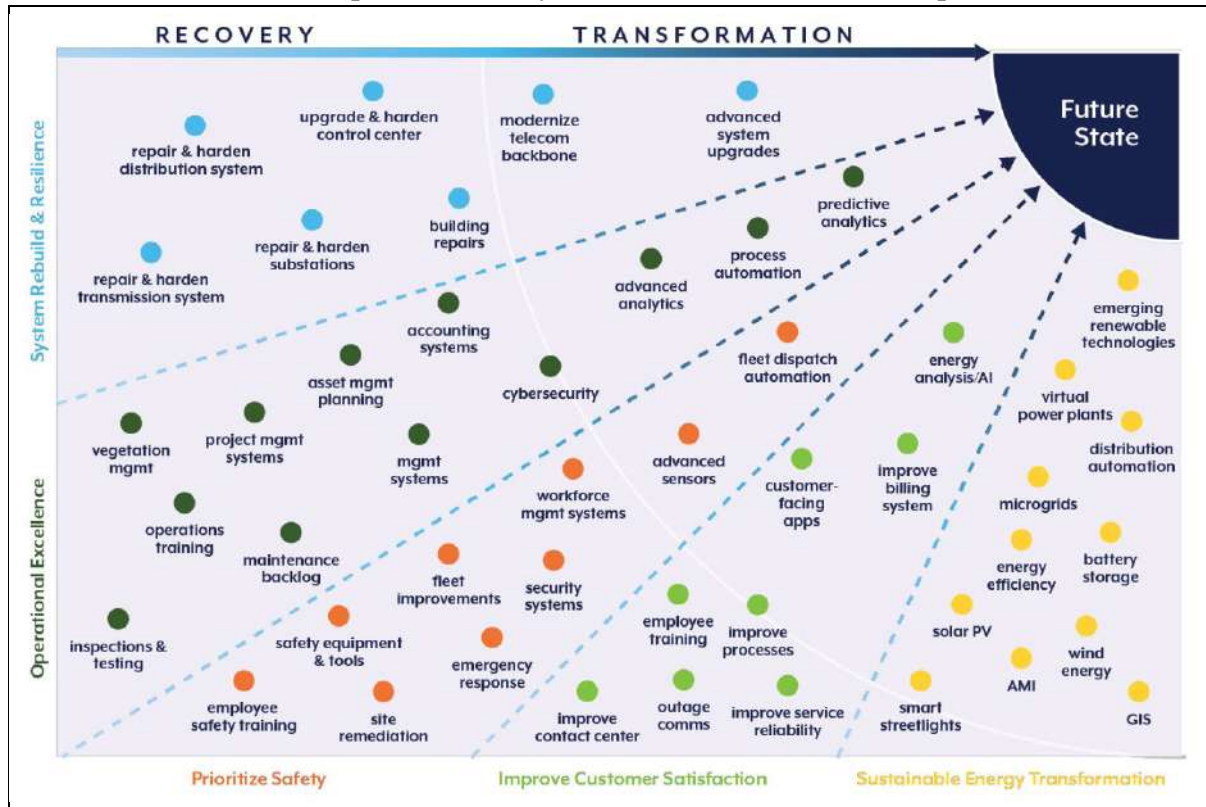 RECOVERY
TRANSFORMATION
Future
State
System Rebuild & Resilience
Operational Excellence
upgrade & harden
control center
modernize
telecom
backbone
advanced
system
upgrades
repair & harden
distribution system
predictive
analytics
building
repairs
repair & harden
substations
process
automation
repair & harden
transmission system
advanced
analytics
emerging
renewable
technologies
accounting
systems
fleet dispatch
automation
energy
analysis/AI
asset mgmt
planning
cybersecurity
virtual
power plants
vegetation
mgmt
project mgmt
systems
mgmt
systems
advanced
sensors
distribution
automation
workforce
mgmt systems
customer-
facing
apps
improve
billing
system
microgrids
operations
training
maintenance
backlog
fleet
improvements
security
systems
energy
efficiency
battery
storage
employee
training
improve
processes
solar PV
inspections &
testing
safety equipment
& tools
emergency
response
wind
energy
AMI
employee
safety training
site
remediation
improve
contact center
outage
comms
improve service
reliability
smart
streetlights
GIS
Prioritize Safety
Improve Customer Satisfaction
Sustainable Energy Transformation